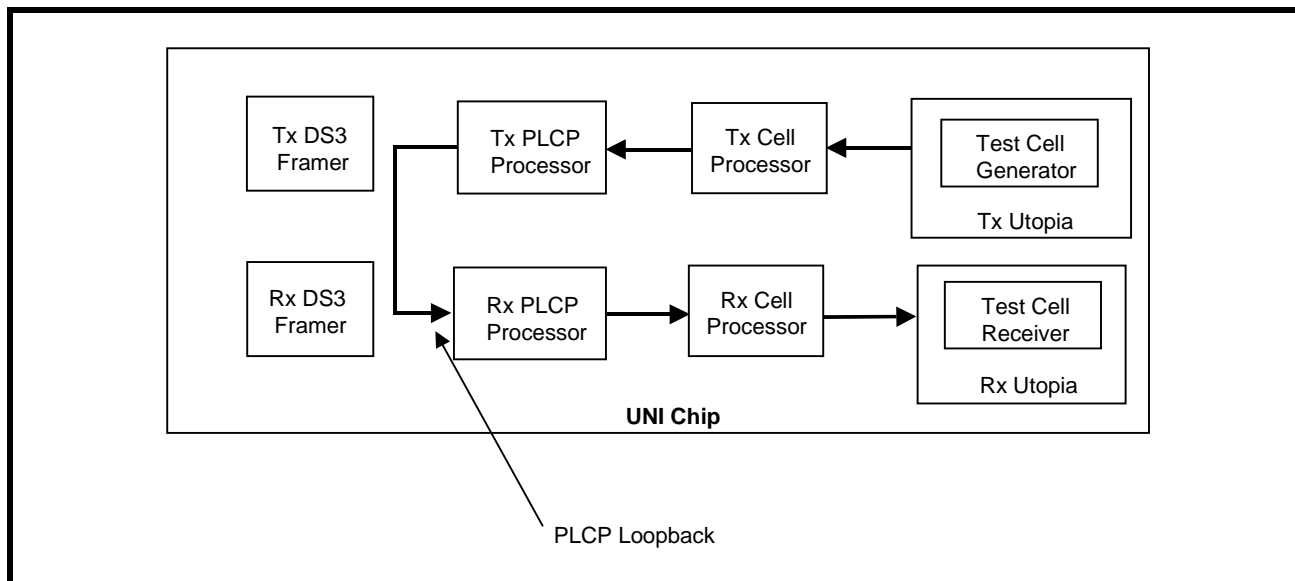 Tx DS3
Framer
Tx PLCP
Processor
Tx Cell
Processor
Test Cell
Generator
Tx Utopia
Rx DS3
Framer
Rx PLCP
Processor
Rx Cell
Processor
Test Cell
Receiver
Rx Utopia
UNI Chip
PLCP Loopback